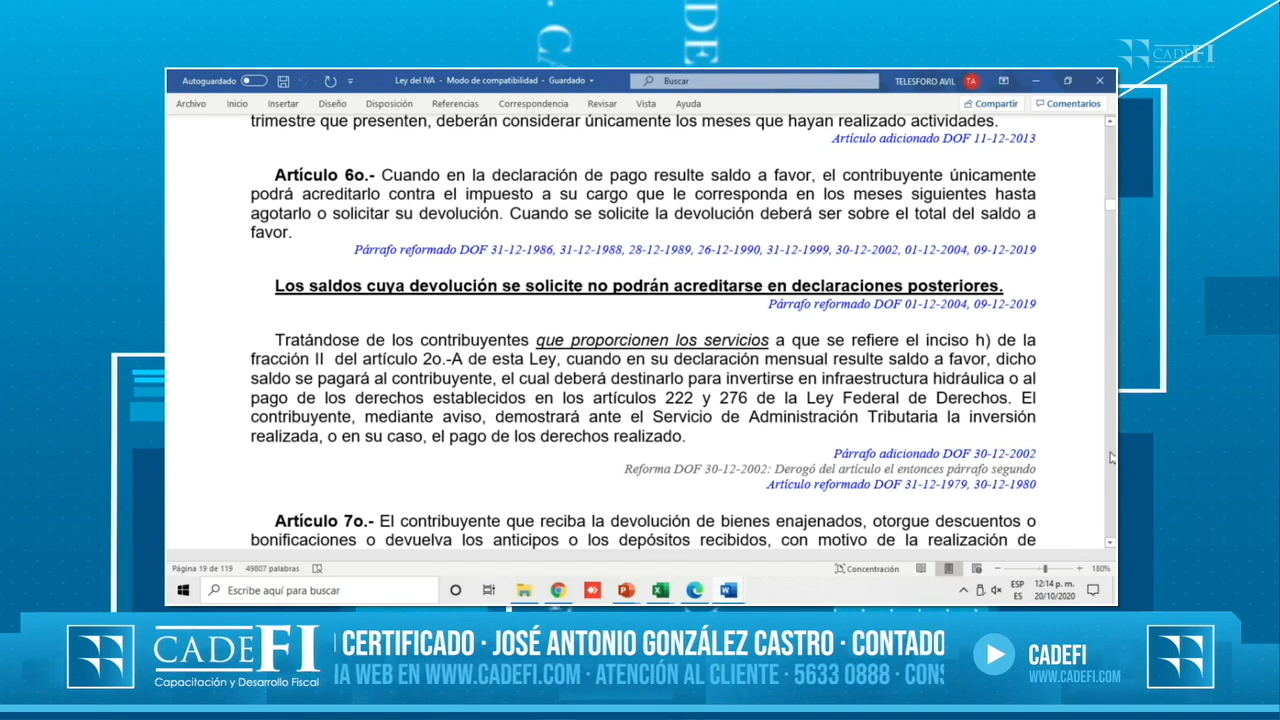 . CA
DE
CADEFI
Autoguardado
Ley del IVA - Modo de compatibilidad - Guardado
Buscar
TELESFORO AVIL
TA
Archivo Inicio Insertar Diseño Disposición Referencias Correspondencia Revisar Vista Ayuda
Compartir
Comentarios
trimestre que presenten, deberán considerar únicamente los meses que hayan realizado actividades.
Artículo adicionado DOF 11-12-2013
Artículo 6o.- Cuando en la declaración de pago resulte saldo a favor, el contribuyente únicamente
podrá acreditarlo contra el impuesto a su cargo que le corresponda en los meses siguientes hasta
agotarlo o solicitar su devolución. Cuando se solicite la devolución deberá ser sobre el total del saldo a
favor.
Párrafo reformado DOF 31-12-1986, 31-12-1988, 28-12-1989, 26-12-1990, 31-12-1999, 30-12-2002, 01-12-2004, 09-12-2019
Los saldos cuya devolución se solicite no podrán acreditarse en declaraciones posteriores.
Párrafo reformado DOF 01-12-2004, 09-12-2019
Tratándose de los contribuyentes que proporcionen los servicios a que se refiere el inciso h) de la
fracción II del artículo 2o.-A de esta Ley, cuando en su declaración mensual resulte saldo a favor, dicho
saldo se pagará al contribuyente, el cual deberá destinarlo para invertirse en infraestructura hidráulica o al
pago de los derechos establecidos en los artículos 222 y 276 de la Ley Federal de Derechos. El
contribuyente, mediante aviso, demostrará ante el Servicio de Administración Tributaria la inversión
realizada, o en su caso, el pago de los derechos realizado.
Párrafo adicionado DOF 30-12-2002
Reforma DOF 30-12-2002: Derogó del artículo el entonces párrafo segundo
Artículo reformado DOF 31-12-1979, 30-12-1980
Artículo 7o.- El contribuyente que reciba la devolución de bienes enajenados, otorgue descuentos o
bonificaciones o devuelva los anticipos o los depósitos recibidos, con motivo de la realización de
Página 19 de 119 49807 palabras
Concentración
180%
Escribe aquí para buscar
ESP
ES
12:14 p. m.
20/10/2020
CADEFI
Capacitación y Desarrollo Fiscal
CERTIFICADO · JOSÉ ANTONIO GONZÁLEZ CASTRO · CONTADO
IA WEB EN WWW.CADEFI.COM · ATENCIÓN AL CLIENTE · 5633 0888 · CONS
CADEFI
WWW.CADEFI.COM